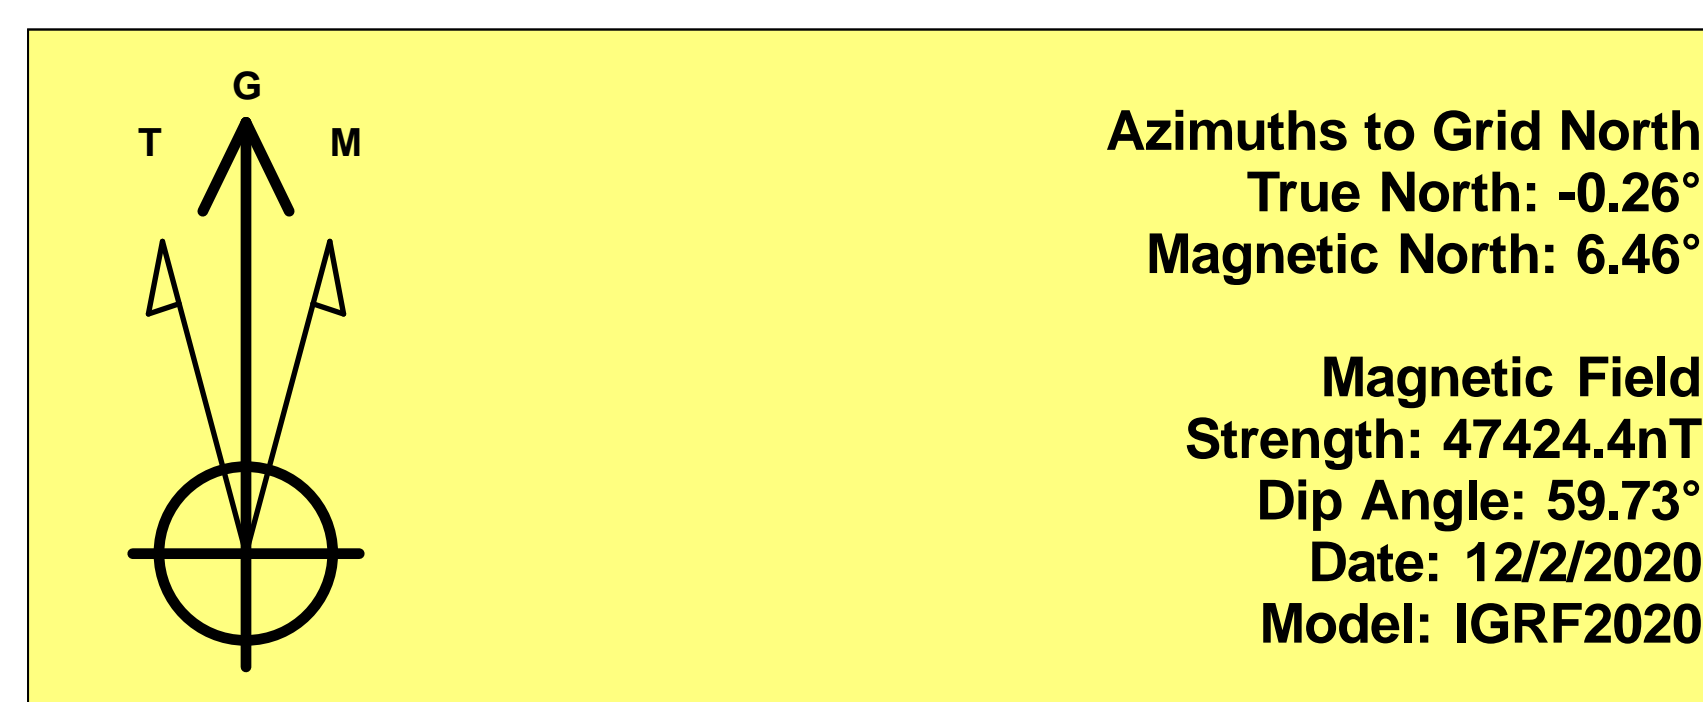 G
T
M
Azimuths to Grid North
True North: -0.26°
Magnetic North: 6.46°
Magnetic Field
Strength: 47424.4nT
Dip Angle: 59.73°
Date: 12/2/2020
Model: IGRF2020